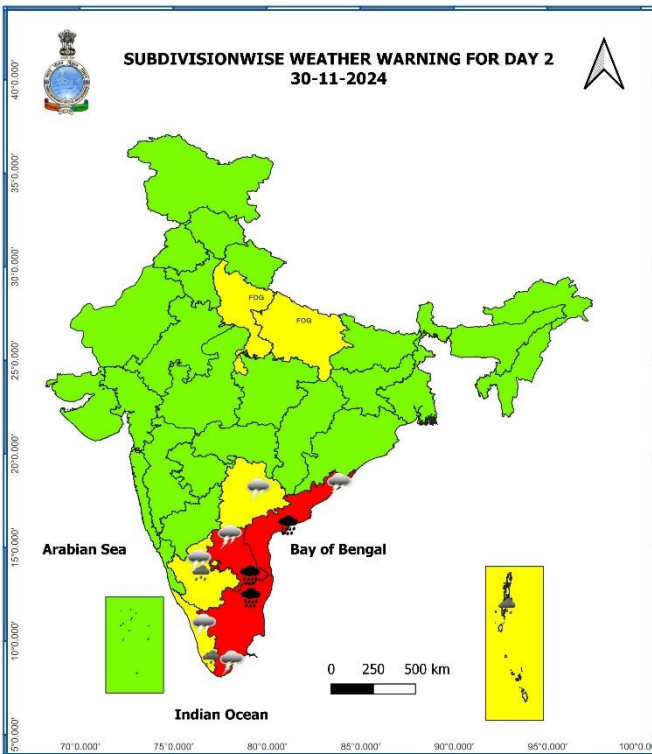 SUBDIVISIONWISE WEATHER WARNING FOR DAY 2
30-11-2024
40°0.000'
35°0.000'
30°0.000'
25°0.000'
20°0.000'
15°0.000'
10°0.000'
5°0.000'
FOG
FOG
Arabian Sea
Bay of Bengal
0 250 500 km
Indian Ocean
70°0.000' 75°0.000' 80°0.000' 85°0.000' 90°0.000' 95°0.000' 100°0.000'